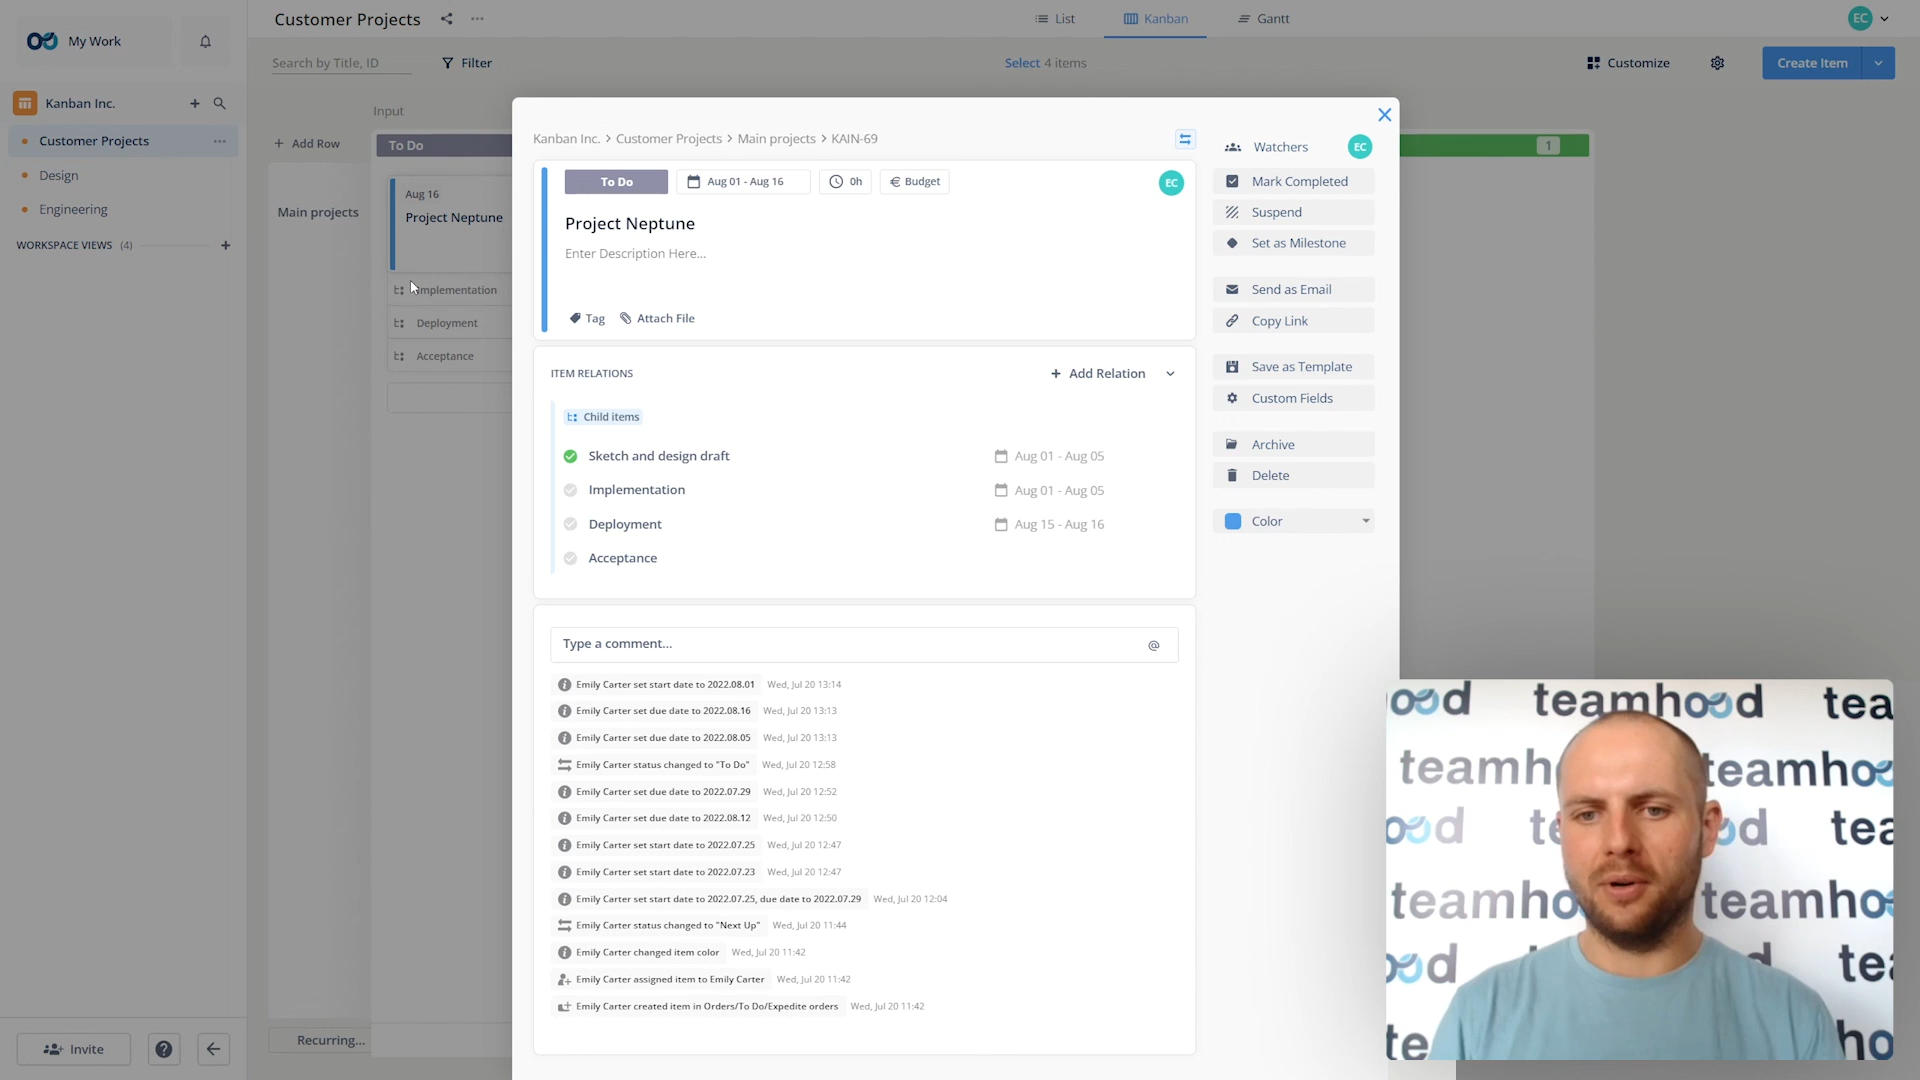 Customer Projects
List
Kanban
Gantt
EC
My Work
Search by Title, ID
Filter
Select 4 items
Customize
Create Item
Kanban Inc.
Customer Projects
Design
Engineering
WORKSPACE VIEWS (4)
Input
Add Row
To Do
1
Main projects
Aug 16
Project Neptune
Implementation
Deployment
Acceptance
Recurring...
Invite
Kanban Inc. > Customer Projects > Main projects > KAIN-69
To Do
Aug 01 - Aug 16
0h
€ Budget
EC
Project Neptune
Enter Description Here...
Tag
Attach File
ITEM RELATIONS
+ Add Relation
Child items
Sketch and design draft
Aug 01 - Aug 05
Implementation
Aug 01 - Aug 05
Deployment
Aug 15 - Aug 16
Acceptance
Type a comment...
@
Emily Carter set start date to 2022.08.01 Wed, Jul 20 13:14
Emily Carter set due date to 2022.08.16 Wed, Jul 20 13:13
Emily Carter set due date to 2022.08.05 Wed, Jul 20 13:13
Emily Carter status changed to "To Do" Wed, Jul 20 12:58
Emily Carter set due date to 2022.07.29 Wed, Jul 20 12:52
Emily Carter set due date to 2022.08.12 Wed, Jul 20 12:50
Emily Carter set start date to 2022.07.25 Wed, Jul 20 12:47
Emily Carter set start date to 2022.07.23 Wed, Jul 20 12:47
Emily Carter set start date to 2022.07.25, due date to 2022.07.29 Wed, Jul 20 12:04
Emily Carter status changed to "Next Up" Wed, Jul 20 11:44
Emily Carter changed item color Wed, Jul 20 11:42
Emily Carter assigned item to Emily Carter Wed, Jul 20 11:42
Emily Carter created item in Orders/To Do/Expedite orders Wed, Jul 20 11:42
Watchers
EC
Mark Completed
Suspend
Set as Milestone
Send as Email
Copy Link
Save as Template
Custom Fields
Archive
Delete
Color
ood teamhood tea
teamh teamhoo
ood te od tea
teamho teamhoo
ood d tea
te ho